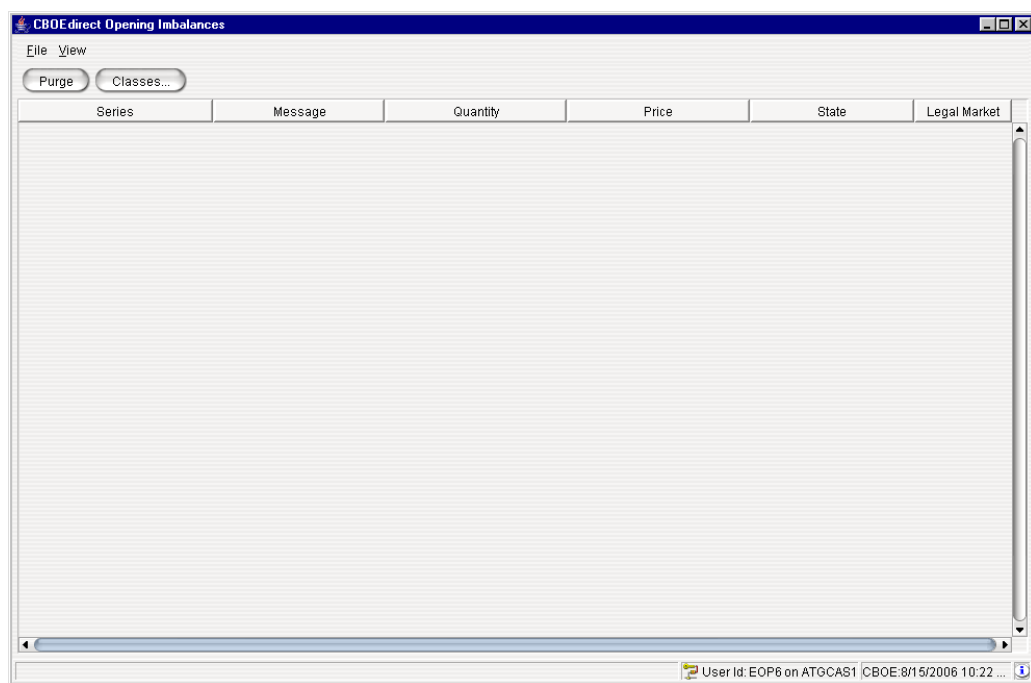 CBOEdirect Opening Imbalances
File View
Purge Classes...
Series Message Quantity Price State Legal Market
User Id: EOP6 on ATGCAS1 CBOE:8/15/2006 10:22 ...